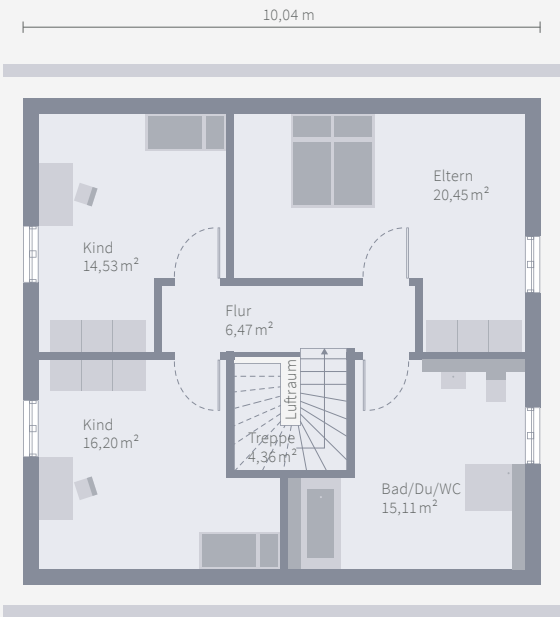 10,04 m
Eltern
20,45 m²
Kind
14,53 m²
Flur
6,47 m²
Luftraum
Treppe
4,36 m²
Kind
16,20 m²
Bad/Du/WC
15,11 m²